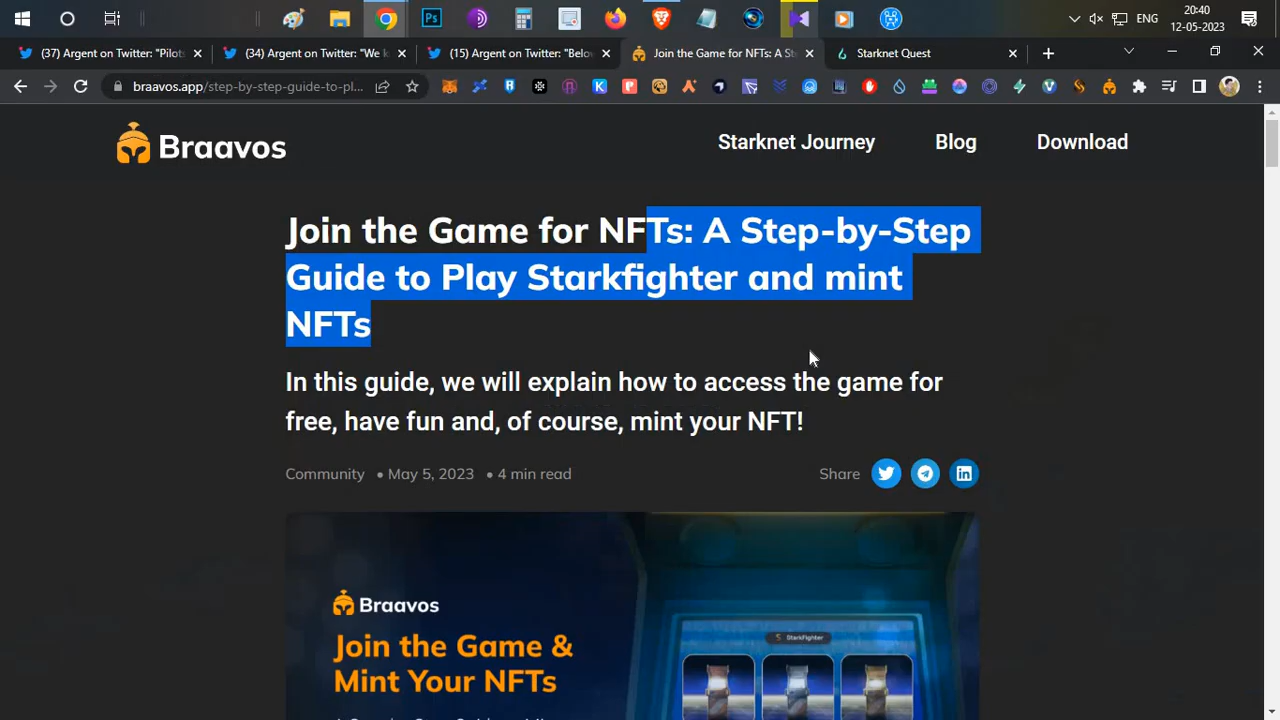 20:40
ENG
12-05-2023
(37) Argent on Twitter: "Pilots
(34) Argent on Twitter: "We k
(15) Argent on Twitter: "Belov
Join the Game for NFTs: A St
Starknet Quest
braavos.app/step-by-step-guide-to-pl...
Braavos
Starknet Journey
Blog
Download
Join the Game for NFTs: A Step-by-Step
Guide to Play Starkfighter and mint
NFTs
In this guide, we will explain how to access the game for
free, have fun and, of course, mint your NFT!
Community • May 5, 2023 • 4 min read
Share
Braavos
StarkFighter
Join the Game &
Mint Your NFTs